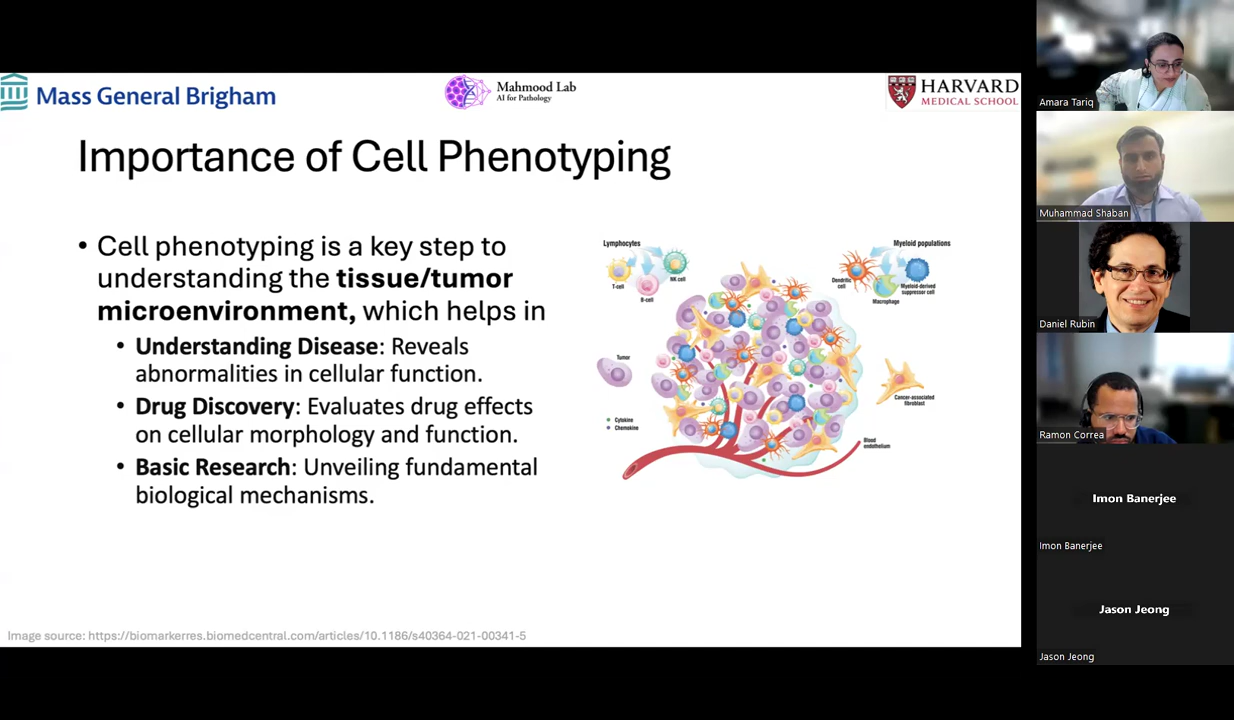 Mass General Brigham
Mahmood Lab
AI for Pathology
HARVARD
MEDICAL SCHOOL
Importance of Cell Phenotyping
• Cell phenotyping is a key step to
understanding the tissue/tumor
microenvironment, which helps in
• Understanding Disease: Reveals
abnormalities in cellular function.
• Drug Discovery: Evaluates drug effects
on cellular morphology and function.
• Basic Research: Unveiling fundamental
biological mechanisms.
Lymphocytes
T-cell
B-cell
NK cell
Myeloid populations
Dendritic
cell
Macrophage
Myeloid-derived
suppressor cell
Tumor
Cancer-associated
fibroblast
Cytokine
Chemokine
Blood
endothelium
Image source: https://biomarkerres.biomedcentral.com/articles/10.1186/s40364-021-00341-5
Amara Tariq
Muhammad Shaban
Daniel Rubin
Ramon Correa
Imon Banerjee
Imon Banerjee
Jason Jeong
Jason Jeong